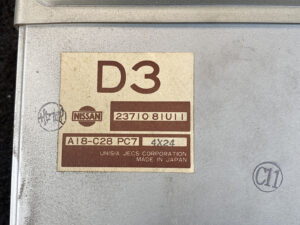 D3
NISSAN
23710 81U11
A18-C28 PC7 4X24
UNISIA JECS CORPORATION
MADE IN JAPAN
C11